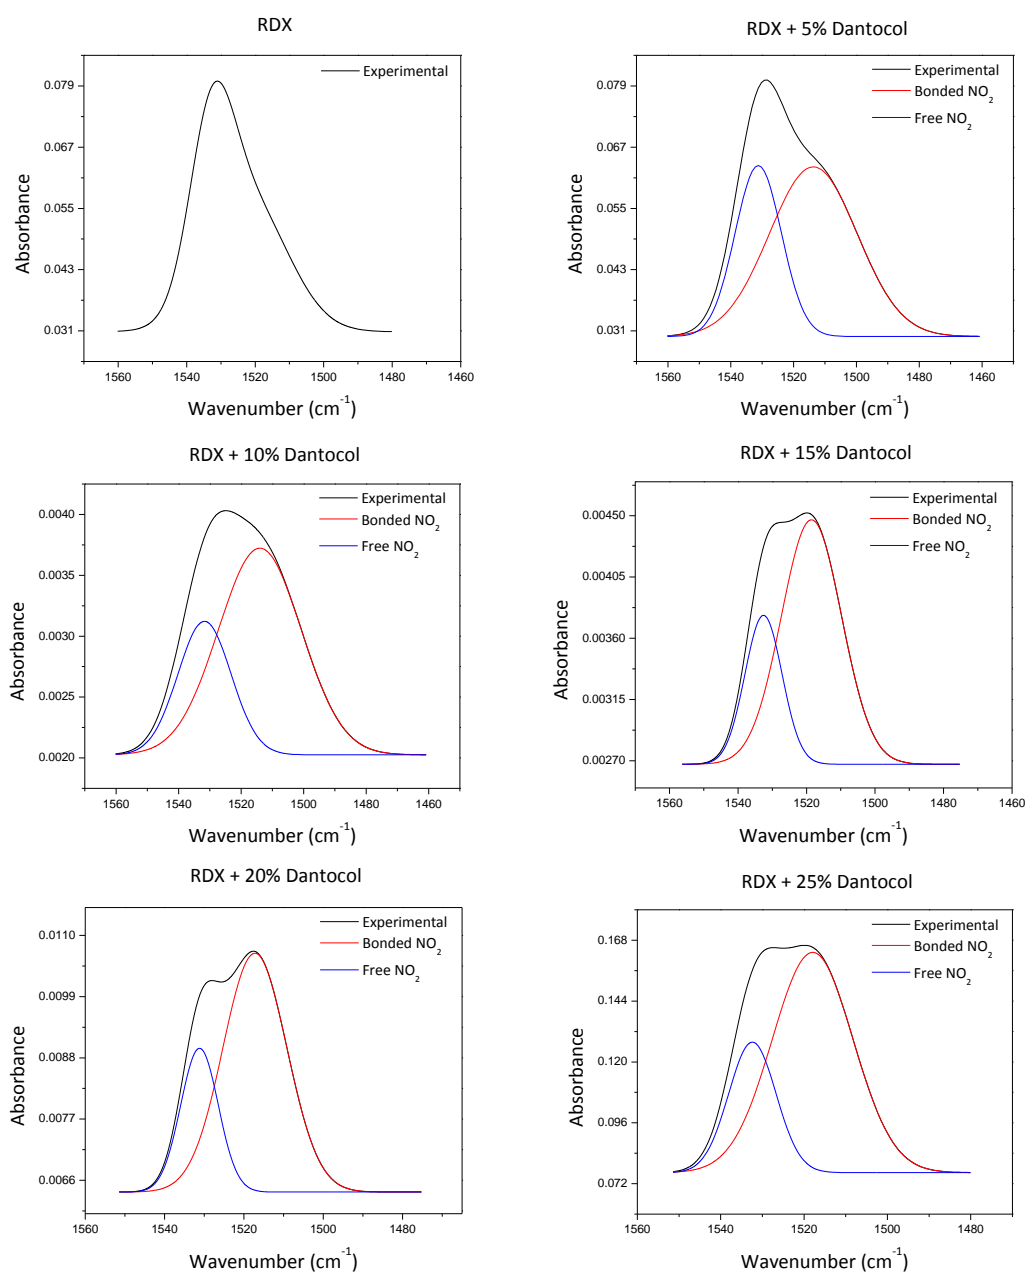 RDX
Experimental
0.079
0.067
0.055
0.043
0.031
Absorbance
1560 1540 1520 1500 1480 1460
Wavenumber (cm⁻¹)
RDX + 5% Dantocol
Experimental
Bonded NO₂
Free NO₂
0.079
0.067
0.055
0.043
0.031
Absorbance
1560 1540 1520 1500 1480 1460
Wavenumber (cm⁻¹)
RDX + 10% Dantocol
Experimental
Bonded NO₂
Free NO₂
0.0040
0.0035
0.0030
0.0025
0.0020
Absorbance
1560 1540 1520 1500 1480 1460
Wavenumber (cm⁻¹)
RDX + 15% Dantocol
Experimental
Bonded NO₂
Free NO₂
0.00450
0.00405
0.00360
0.00315
0.00270
Absorbance
1560 1540 1520 1500 1480 1460
Wavenumber (cm⁻¹)
RDX + 20% Dantocol
Experimental
Bonded NO₂
Free NO₂
0.0110
0.0099
0.0088
0.0077
0.0066
Absorbance
1560 1540 1520 1500 1480
Wavenumber (cm⁻¹)
RDX + 25% Dantocol
Experimental
Bonded NO₂
Free NO₂
0.168
0.144
0.120
0.096
0.072
Absorbance
1560 1540 1520 1500 1480
Wavenumber (cm⁻¹)